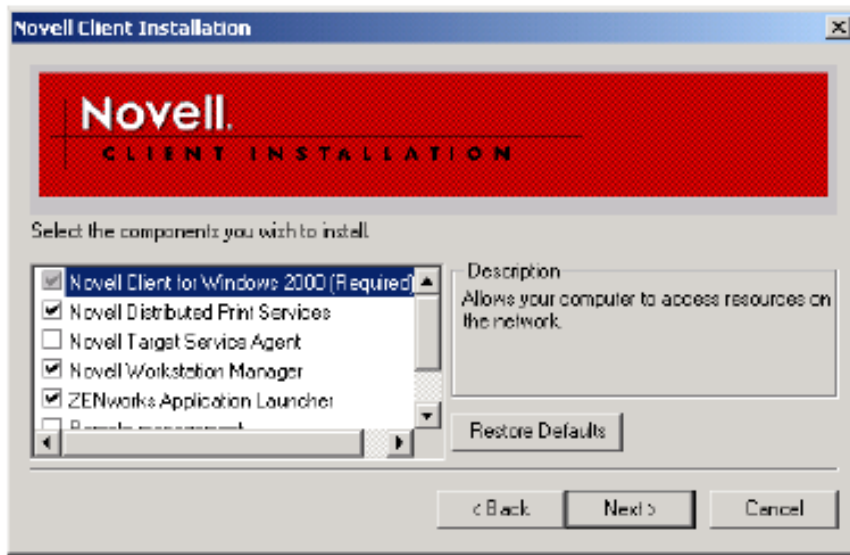 Novell Client Installation
Novell.
CLIENT INSTALLATION
Select the components you wish to install.
Novell Client for Windows 2000 (Required)
Novell Distributed Print Services
Novell Target Service Agent
Novell Workstation Manager
ZENworks Application Launcher
Remote management
Description
Allows your computer to access resources on
the network.
Restore Defaults
< Back
Next >
Cancel